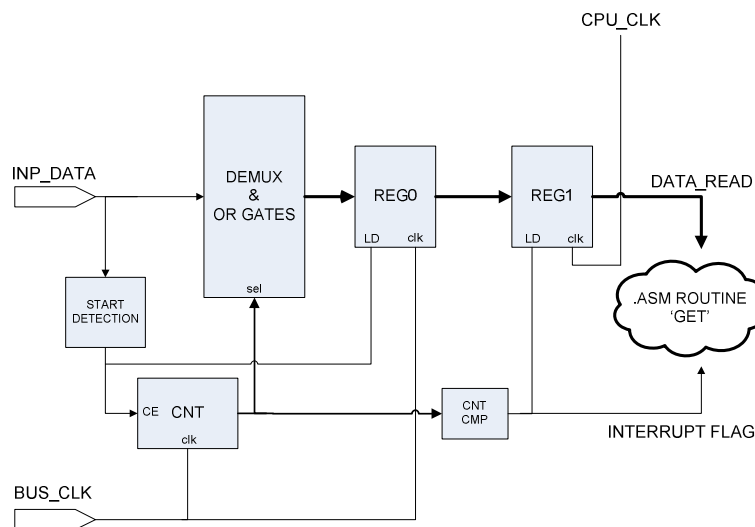 CPU_CLK
INP_DATA
DEMUX
&
OR GATES
sel
REG0
LD clk
REG1
LD clk
DATA_READ
START
DETECTION
.ASM ROUTINE
'GET'
CE CNT
clk
CNT
CMP
INTERRUPT FLAG
BUS_CLK